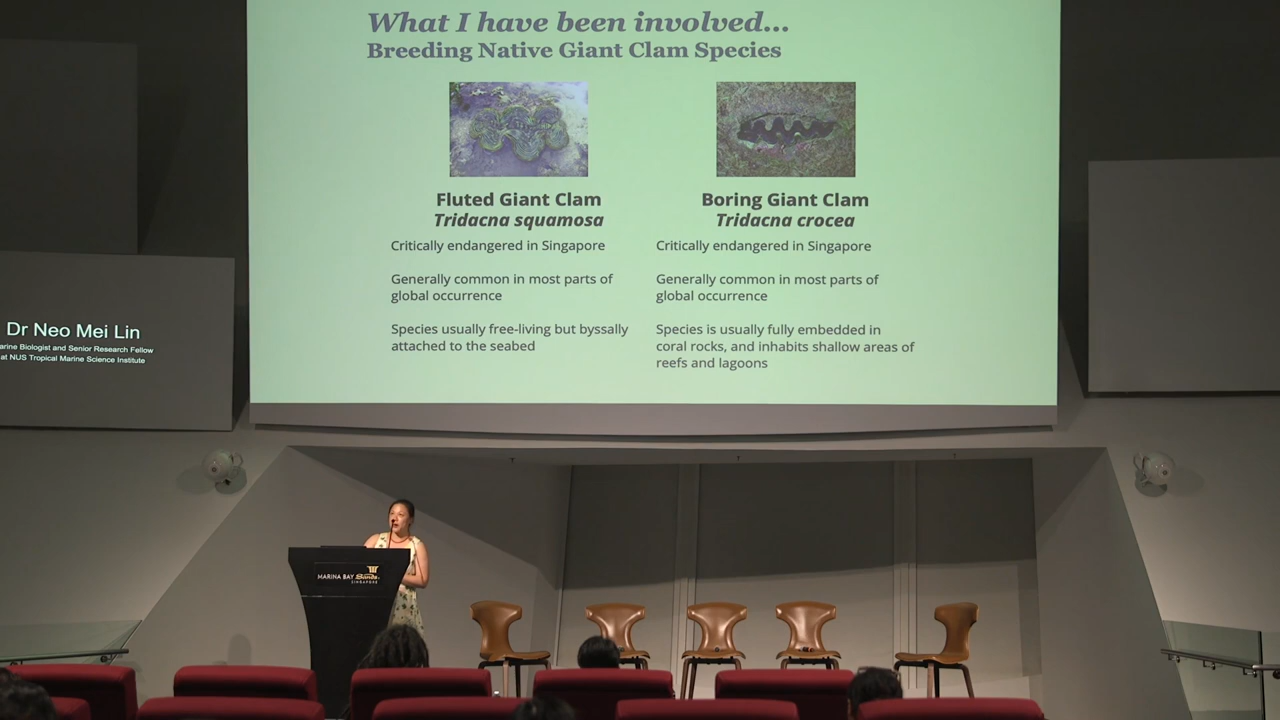 What I have been involved...
Breeding Native Giant Clam Species
Fluted Giant Clam
Tridacna squamosa
Critically endangered in Singapore
Generally common in most parts of
global occurrence
Species usually free-living but byssally
attached to the seabed
Boring Giant Clam
Tridacna crocea
Critically endangered in Singapore
Generally common in most parts of
global occurrence
Species is usually fully embedded in
coral rocks, and inhabits shallow areas of
reefs and lagoons
Dr Neo Mei Lin
arine Biologist and Senior Research Fellow
at NUS Tropical Marine Science Institute
MARINA BAY Sands
SINGAPORE